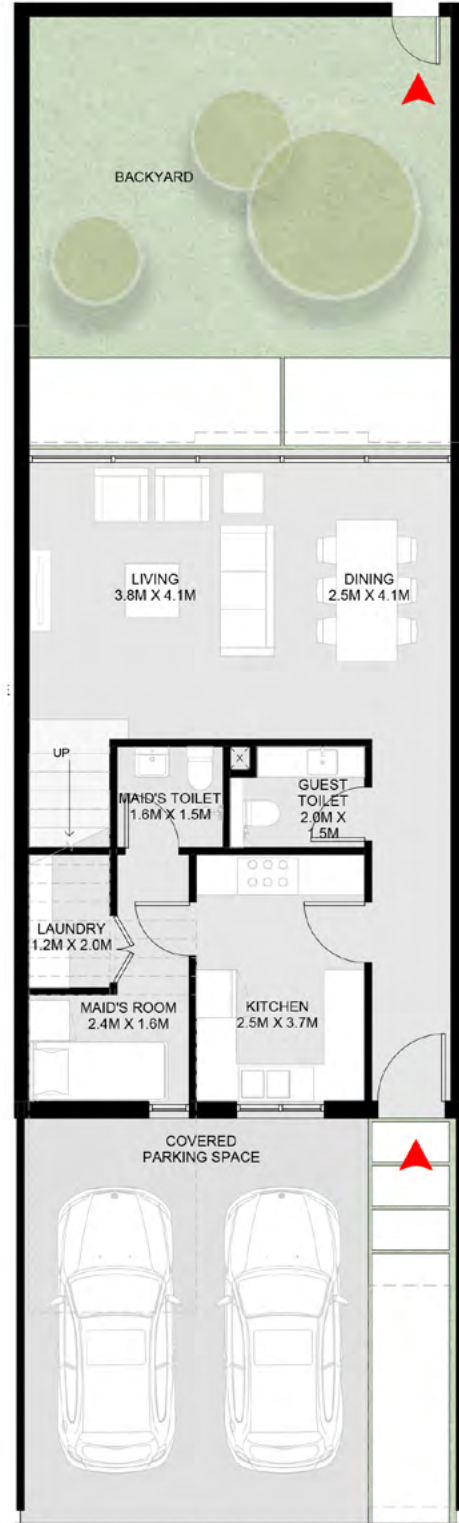 BACKYARD
LIVING
3.8M X 4.1M
DINING
2.5M X 4.1M
UP
X
MAID'S TOILET
1.6M X 1.5M
GUEST
TOILET
2.0M X
1.5M
LAUNDRY
1.2M X 2.0M
MAID'S ROOM
2.4M X 1.6M
KITCHEN
2.5M X 3.7M
COVERED
PARKING SPACE